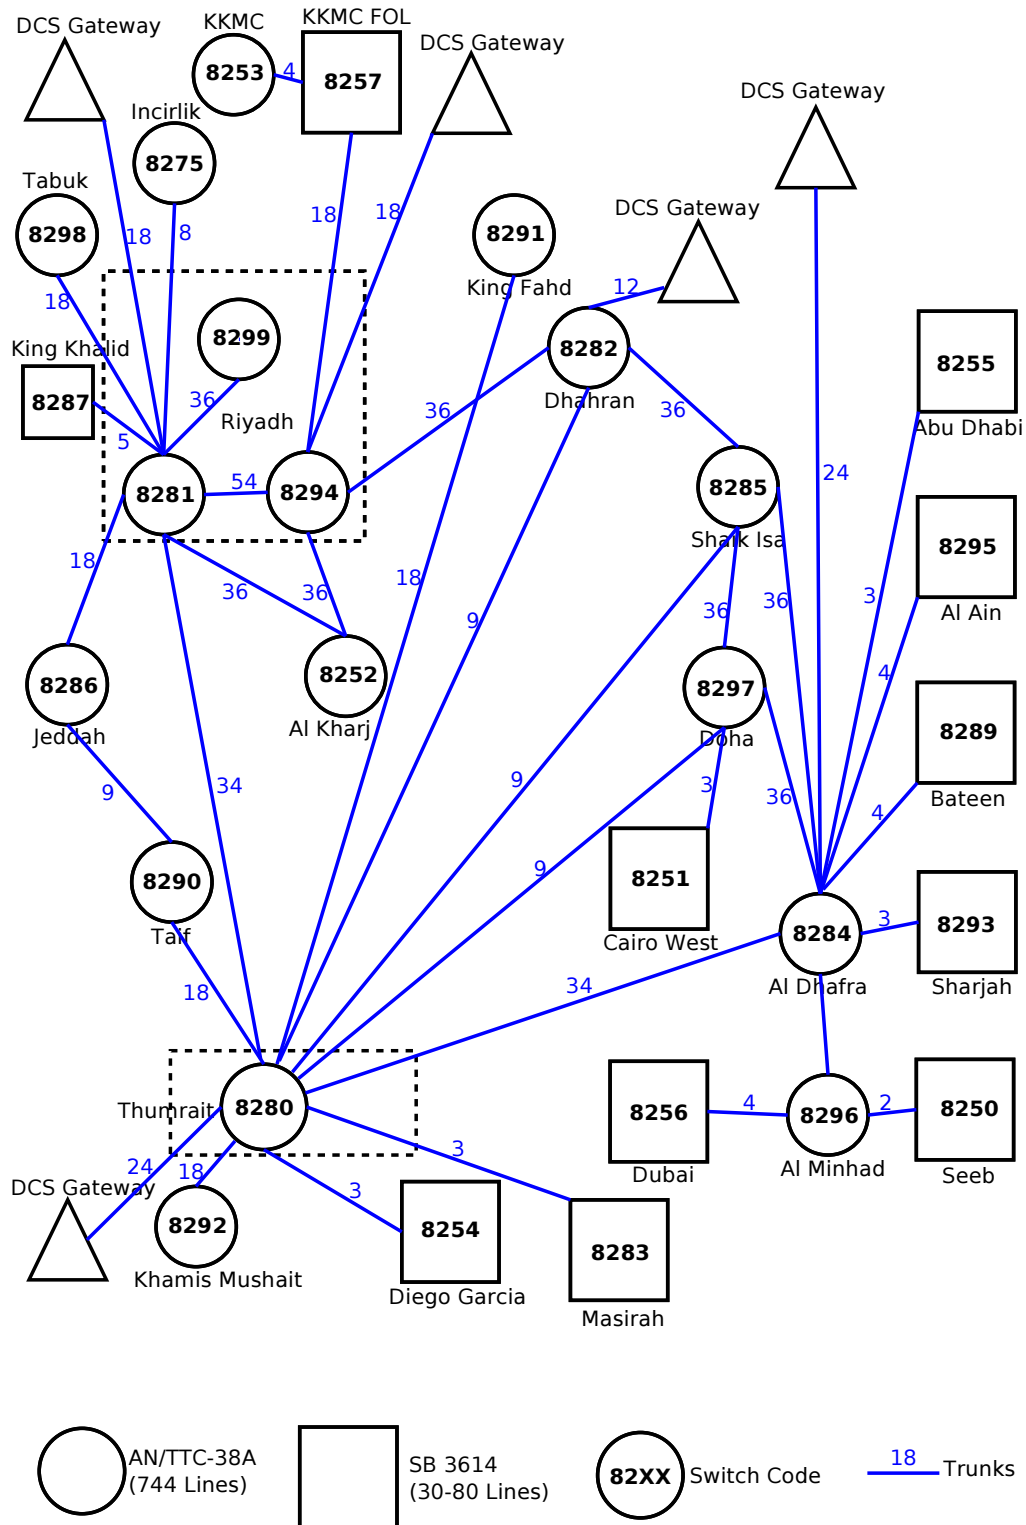 KKMC FOL
DCS Gateway
KKMC
DCS Gateway
8253
4
8257
DCS Gateway
Incirlik
8275
Tabuk
8298
18
8
18
18
8291
DCS Gateway
King Fahd
12
18
8299
8282
8255
King Khalid
8287
36
Riyadh
Dhahran
36
36
Abu Dhabi
5
54
24
8281
8294
8285
Shaik Isa
8295
18
36
36
18
9
36
36
3
Al Ain
4
8286
Jeddah
8252
Al Kharj
8297
Doha
8289
Bateen
9
34
9
3
36
4
8290
Taif
9
8251
Cairo West
8284
Al Dhafra
3
8293
Sharjah
18
34
Thumrait
8280
8256
Dubai
4
8296
Al Minhad
2
8250
Seeb
24
18
3
3
DCS Gateway
8292
Khamis Mushait
8254
Diego Garcia
8283
Masirah
AN/TTC-38A
(744 Lines)
SB 3614
(30-80 Lines)
82XX
Switch Code
18
Trunks